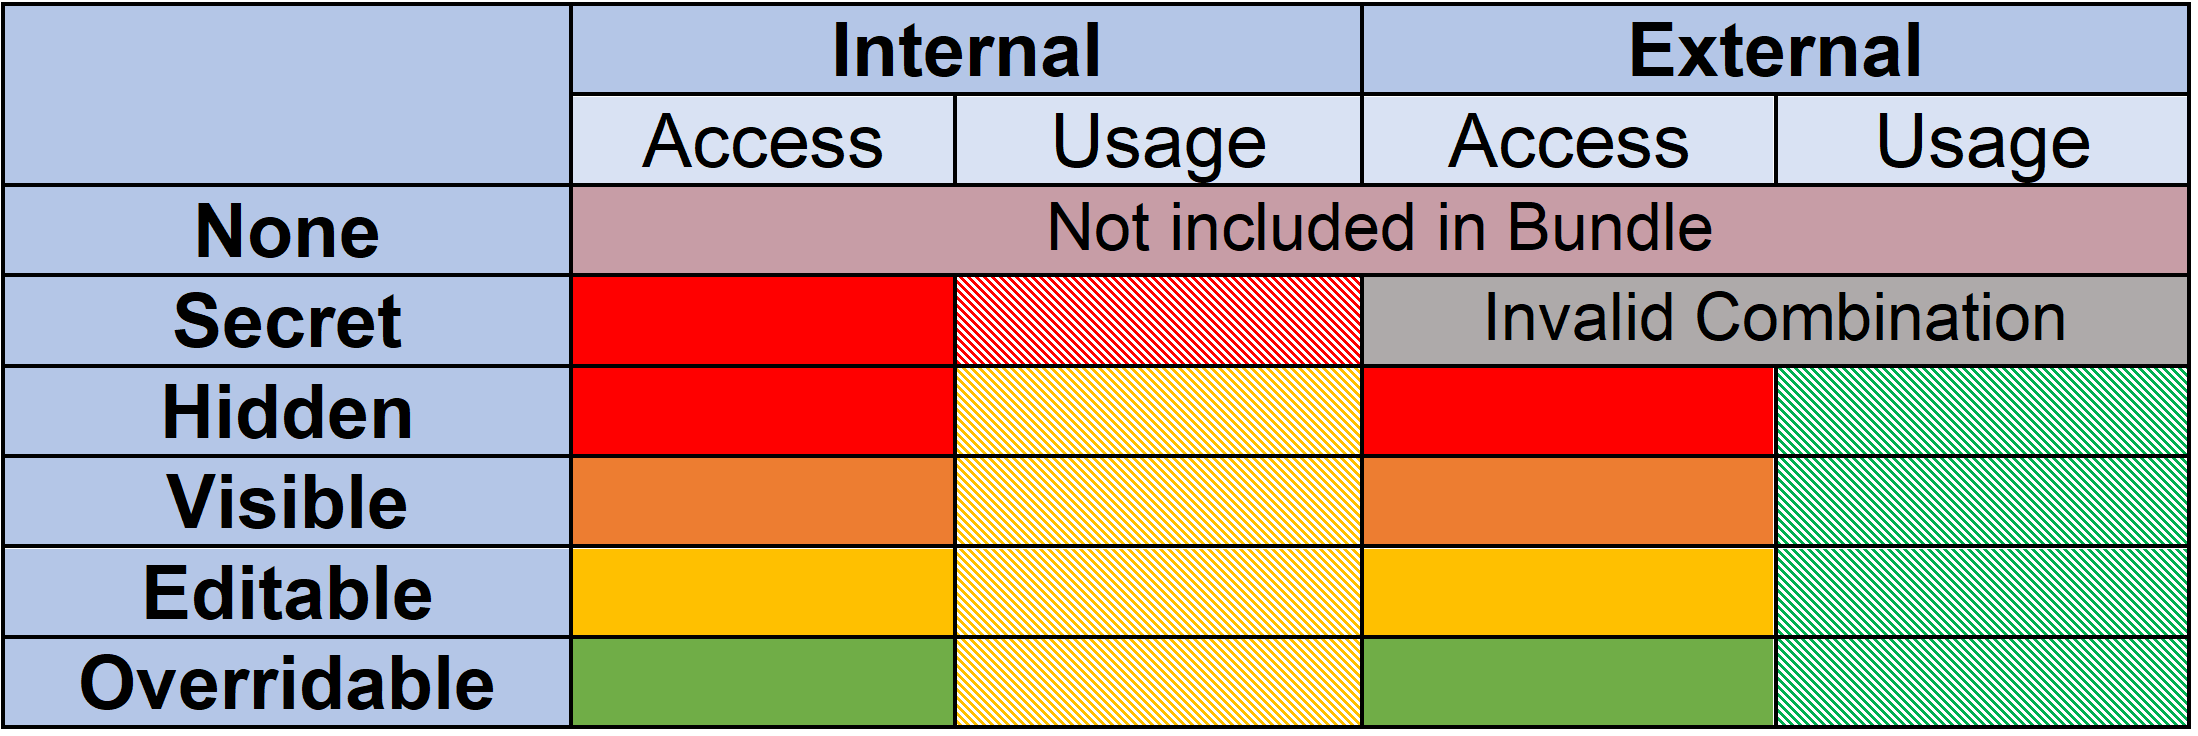 Internal External
Access Usage Access Usage
None Not included in Bundle
Secret Invalid Combination
Hidden
Visible
Editable
Overridable